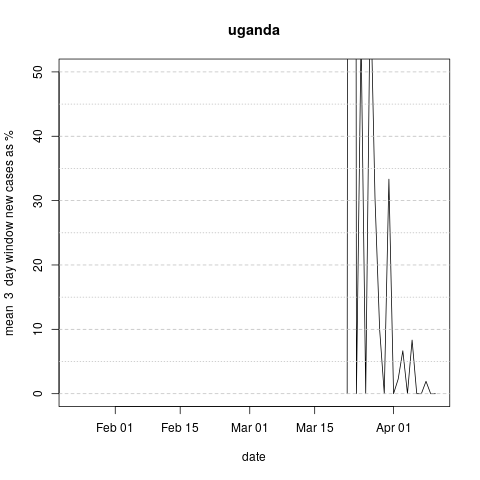 uganda
mean 3 day window new cases as %
50
40
30
20
10
0
Feb 01
Feb 15
Mar 01
Mar 15
Apr 01
date